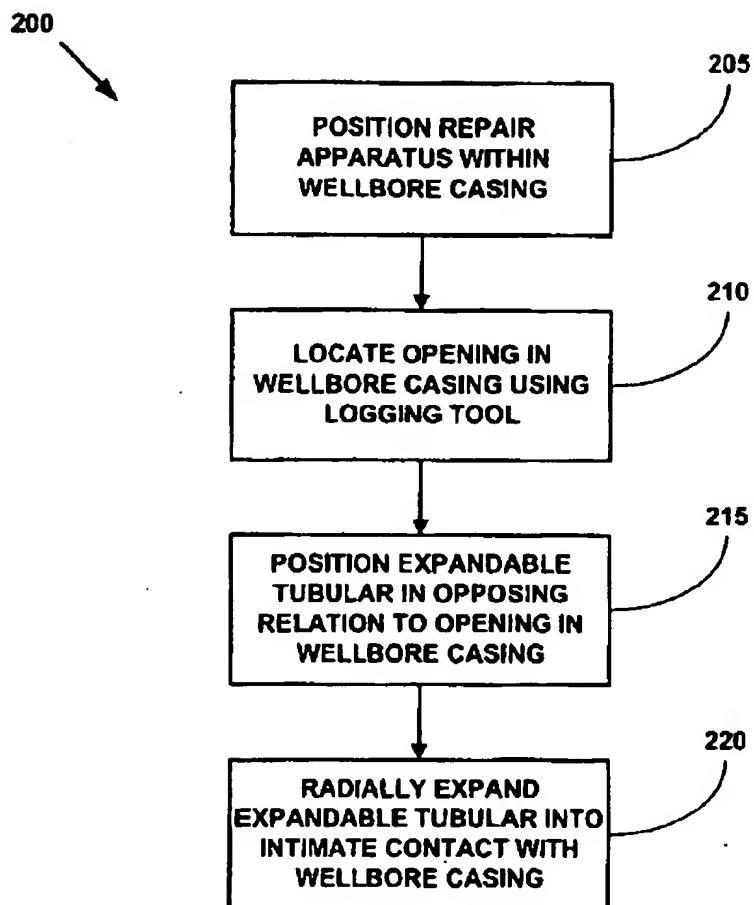 200
205
POSITION REPAIR
APPARATUS WITHIN
WELLBORE CASING
210
LOCATE OPENING IN
WELLBORE CASING USING
LOGGING TOOL
215
POSITION EXPANDABLE
TUBULAR IN OPPOSING
RELATION TO OPENING IN
WELLBORE CASING
220
RADIALLY EXPAND
EXPANDABLE TUBULAR INTO
INTIMATE CONTACT WITH
WELLBORE CASING